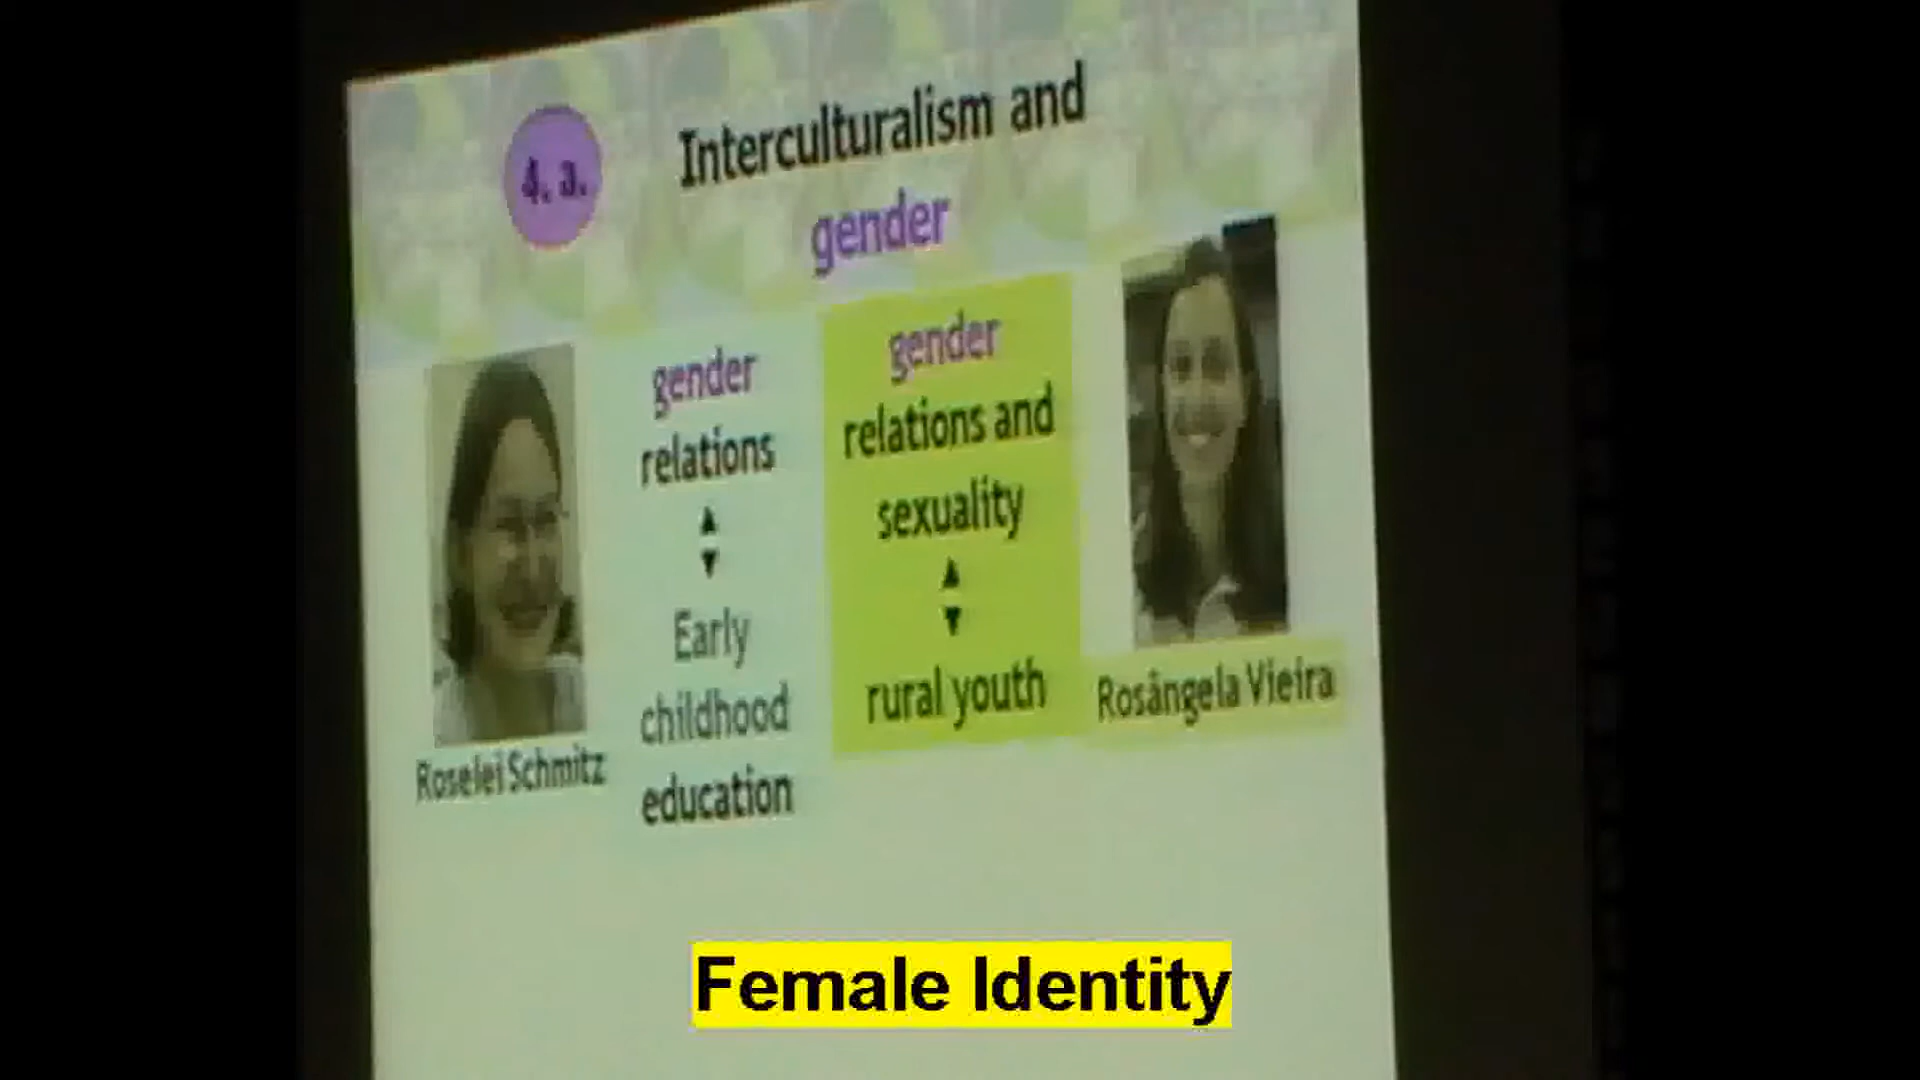 4. a.
Interculturalism and
gender
gender
relations
Early
childhood
education
Roselei Schmitz
gender
relations and
sexuality
rural youth
Rosângela Vieira
Female Identity